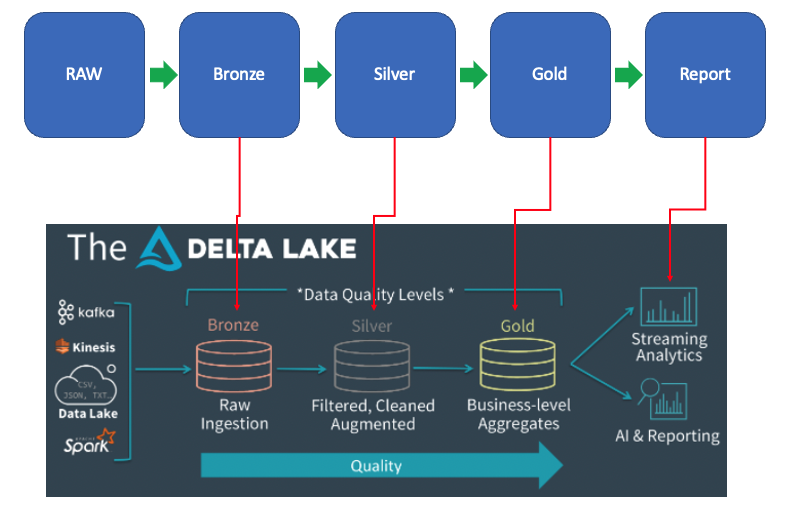 RAW
Bronze
Silver
Gold
Report
The DELTA LAKE
*Data Quality Levels *
kafka
Kinesis
CSV,
JSON, TXT...
Data Lake
APACHE
Spark
Bronze
Raw
Ingestion
Silver
Filtered, Cleaned
Augmented
Gold
Business-level
Aggregates
Streaming
Analytics
AI & Reporting
Quality